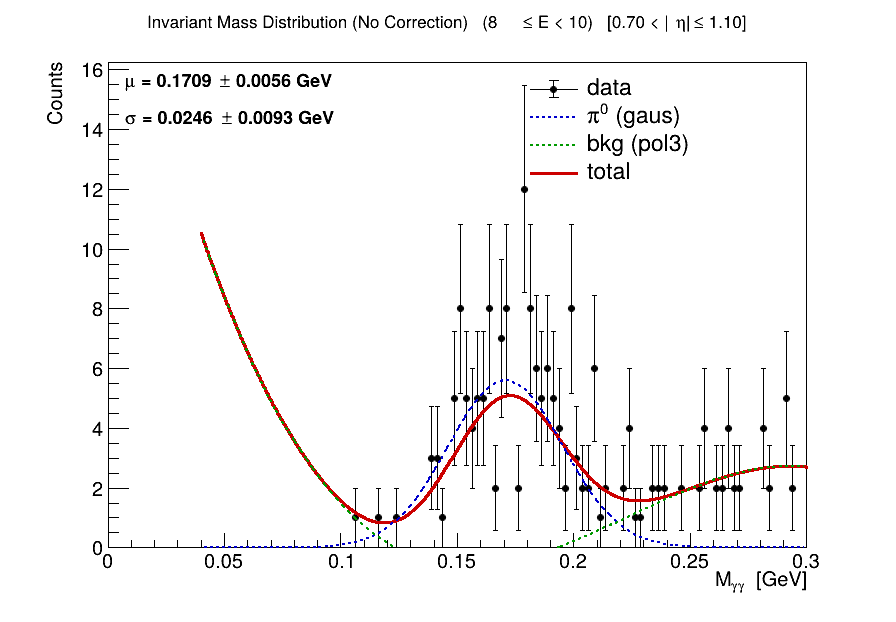 Invariant Mass Distribution (No Correction) (8 ≤ E < 10) [0.70 < | η| ≤ 1.10]
μ = 0.1709 ± 0.0056 GeV
σ = 0.0246 ± 0.0093 GeV
data
π⁰ (gaus)
bkg (pol3)
total
Counts
16
14
12
10
8
6
4
2
0
0 0.05 0.1 0.15 0.2 0.25 0.3
Mγγ [GeV]